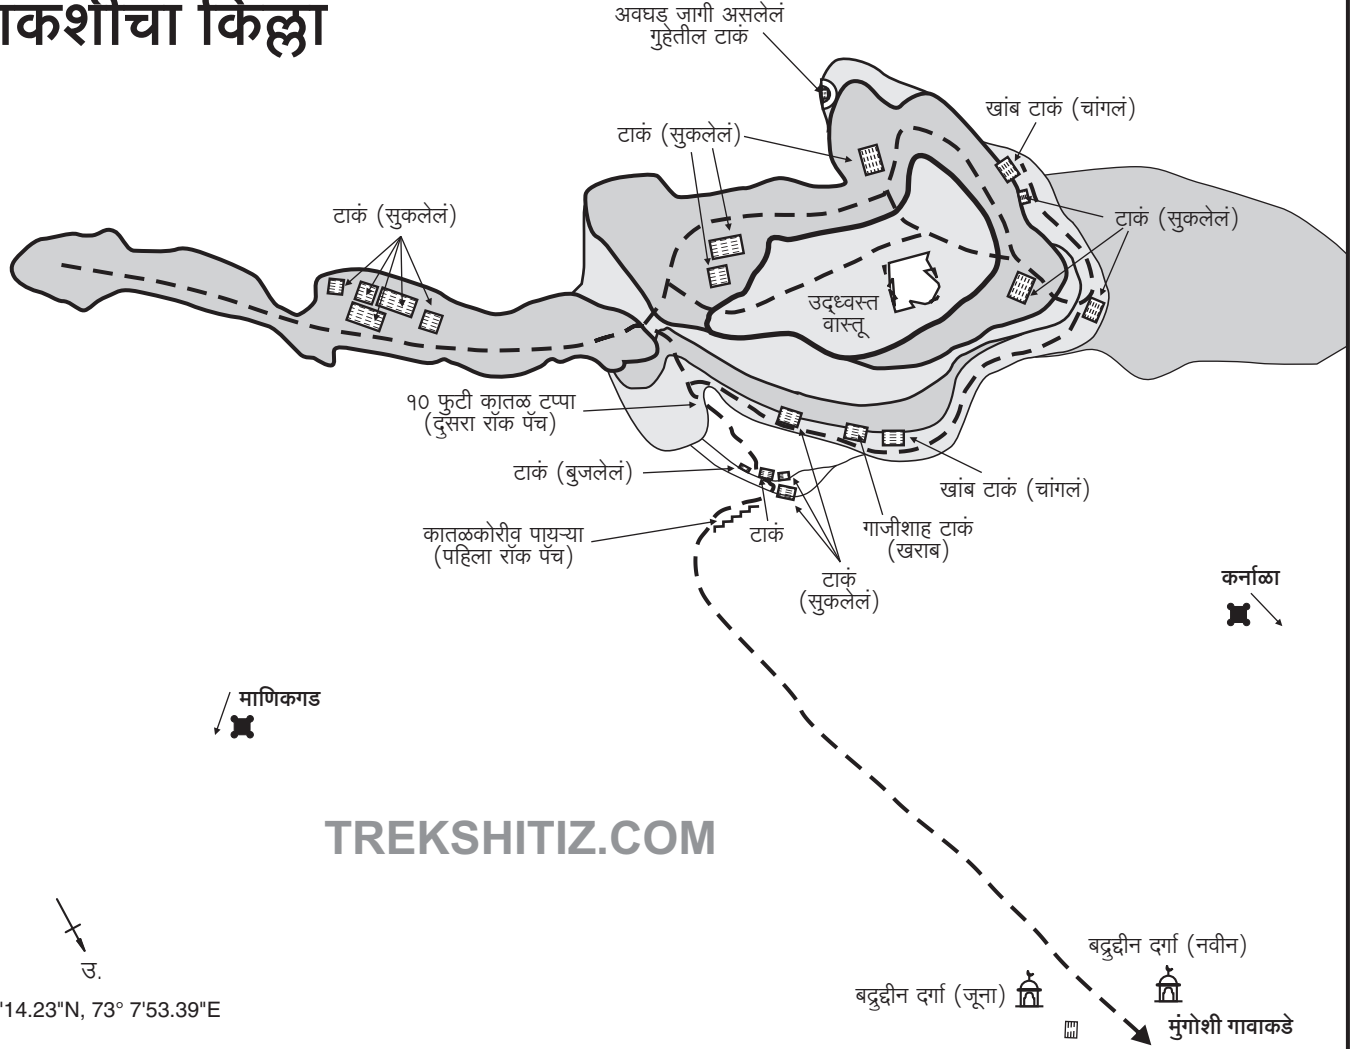 किल्ला
अवघड जागी असलेलं
गुहेतील टाकं
खांब टाकं (चांगलं)
टाकं (सुकलेलं)
टाकं (सुकलेलं)
टाकं (सुकलेलं)
उद्ध्वस्त
वास्तू
१० फुटी कातळ टप्पा
(दुसरा रॉक पॅच)
टाकं (बुजलेलं)
खांब टाकं (चांगलं)
कातळकोरीव पायऱ्या
(पहिला रॉक पॅच)
टाकं
गाजीशाह टाकं
(खराब)
टाकं
(सुकलेलं)
कर्नाळा
माणिकगड
TREKSHITIZ.COM
बद्रुद्दीन दर्गा (नवीन)
उ.
बद्रुद्दीन दर्गा (जूना)
'14.23"N, 73° 7'53.39"E
मुंगोशी गावाकडे